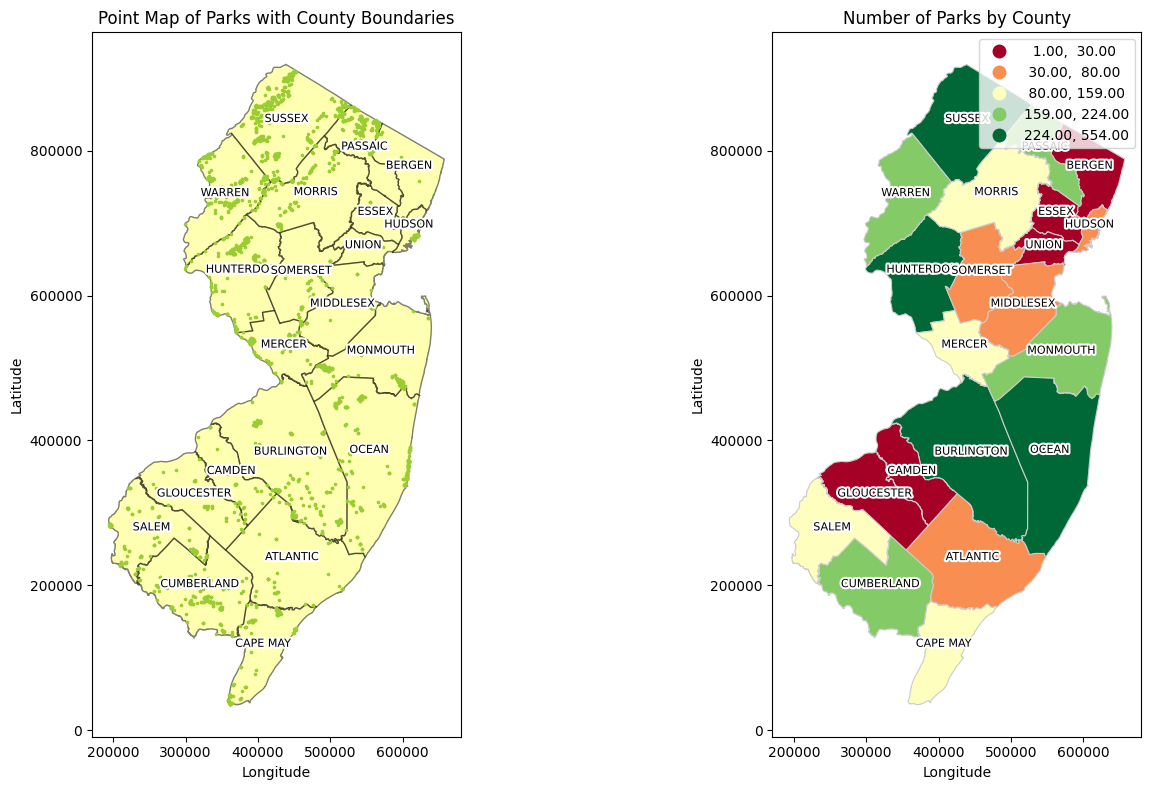 Point Map of Parks with County Boundaries
SUSSEX
PASSAIC
BERGEN
WARREN
MORRIS
ESSEX
HUDSON
UNION
HUNTERDO
SOMERSET
MIDDLESEX
MERCER
MONMOUTH
BURLINGTON
OCEAN
CAMDEN
GLOUCESTER
SALEM
ATLANTIC
CUMBERLAND
CAPE MAY
800000
600000
400000
200000
0
Latitude
200000 300000 400000 500000 600000
Longitude
Number of Parks by County
1.00, 30.00
30.00, 80.00
80.00, 159.00
159.00, 224.00
224.00, 554.00
SUSSEX
PASSAIC
BERGEN
WARREN
MORRIS
ESSEX
HUDSON
UNION
HUNTERDO
SOMERSET
MIDDLESEX
MERCER
MONMOUTH
BURLINGTON
OCEAN
CAMDEN
GLOUCESTER
SALEM
ATLANTIC
CUMBERLAND
CAPE MAY
800000
600000
400000
200000
0
Latitude
200000 300000 400000 500000 600000
Longitude